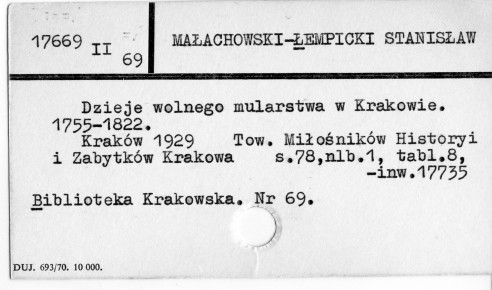 17669 II 69
MAŁACHOWSKI-ŁEMPICKI STANISŁAW
Dzieje wolnego mularstwa w Krakowie.
1755-1822.
Kraków 1929 Tow. Miłośników Historyi
i Zabytków Krakowa s.78,nlb.1, tabl.8,
-inw.17735
Biblioteka Krakowska. Nr 69.
DUJ. 693/70. 10 000.